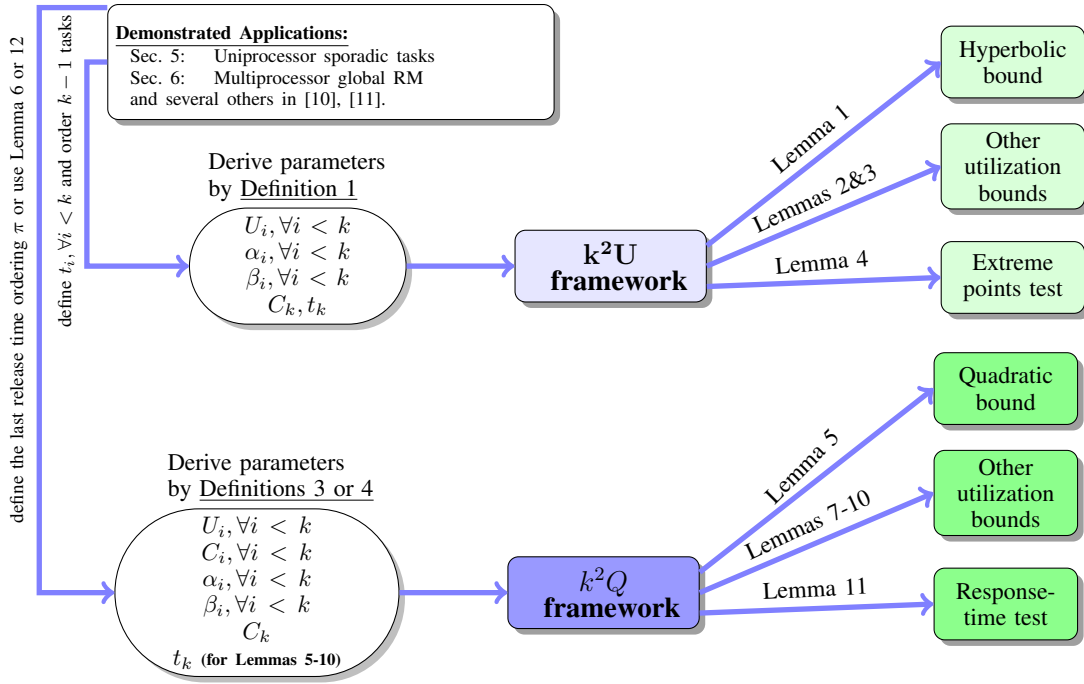 Demonstrated Applications:
Sec. 5: Uniprocessor sporadic tasks
Sec. 6: Multiprocessor global RM
and several others in [10], [11].
define the last release time ordering π or use Lemma 6 or 12
define t_i, ∀i < k and order k − 1 tasks
Derive parameters
by Definition 1
U_i, ∀i < k
α_i, ∀i < k
β_i, ∀i < k
C_k, t_k
k²U
framework
Lemma 1
Lemmas 2&3
Lemma 4
Hyperbolic
bound
Other
utilization
bounds
Extreme
points test
Derive parameters
by Definitions 3 or 4
U_i, ∀i < k
C_i, ∀i < k
α_i, ∀i < k
β_i, ∀i < k
C_k
t_k (for Lemmas 5-10)
k²Q
framework
Lemma 5
Lemmas 7-10
Lemma 11
Quadratic
bound
Other
utilization
bounds
Response-
time test